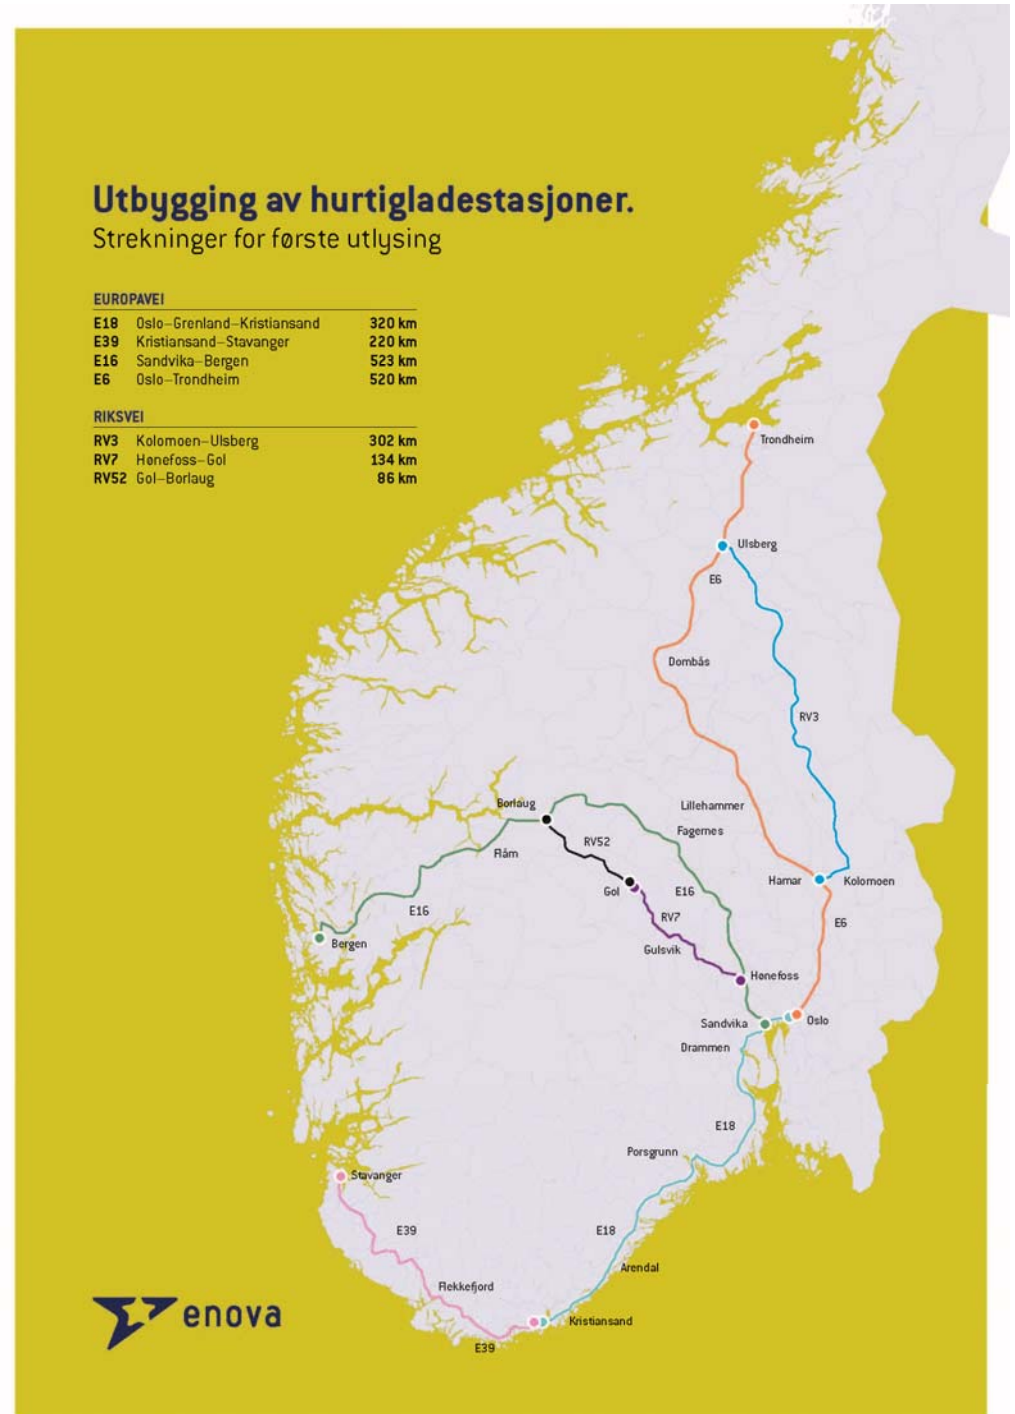 Utbygging av hurtigladestasjoner.
Strekninger for første utlysing
EUROPAVEI
E18 Oslo–Grenland–Kristiansand 320 km
E39 Kristiansand–Stavanger 220 km
E16 Sandvika–Bergen 523 km
E6 Oslo–Trondheim 520 km
RIKSVEI
RV3 Kolomoen–Ulsberg 302 km
RV7 Hønefoss–Gol 134 km
RV52 Gol–Borlaug 86 km
Trondheim
Ulsberg
E6
Dombås
RV3
Borlaug
Lillehammer
Fagernes
RV52
Flåm
Hamar
Kolomoen
Gol
E16
E16
RV7
E6
Bergen
Gulsvik
Hønefoss
Sandvika
Oslo
Drammen
E18
Porsgrunn
Stavanger
E39
E18
Arendal
Flekkefjord
Kristiansand
E39
enova